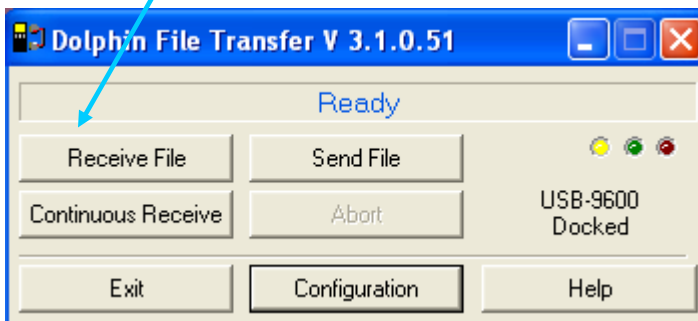 Dolphin File Transfer V 3.1.0.51
Ready
Receive File
Send File
Continuous Receive
Abort
USB-9600
Docked
Exit
Configuration
Help